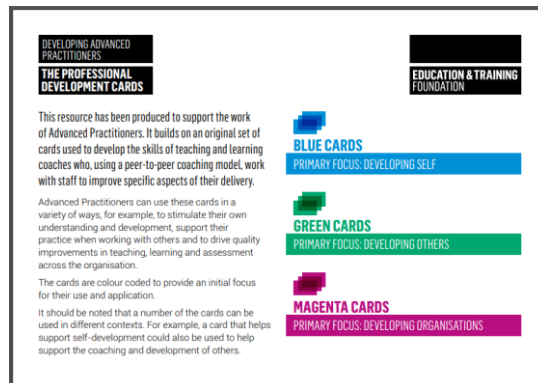 DEVELOPING ADVANCED
PRACTITIONERS
THE PROFESSIONAL
DEVELOPMENT CARDS
EDUCATION & TRAINING
FOUNDATION
This resource has been produced to support the work
of Advanced Practitioners. It builds on an original set of
cards used to develop the skills of teaching and learning
coaches who, using a peer-to-peer coaching model, work
with staff to improve specific aspects of their delivery.
Advanced Practitioners can use these cards in a
variety of ways, for example, to stimulate their own
understanding and development, support their
practice when working with others and to drive quality
improvements in teaching, learning and assessment
across the organisation.
The cards are colour coded to provide an initial focus
for their use and application.
It should be noted that a number of the cards can be
used in different contexts. For example, a card that helps
support self-development could also be used to help
support the coaching and development of others.
BLUE CARDS
PRIMARY FOCUS: DEVELOPING SELF
GREEN CARDS
PRIMARY FOCUS: DEVELOPING OTHERS
MAGENTA CARDS
PRIMARY FOCUS: DEVELOPING ORGANISATIONS